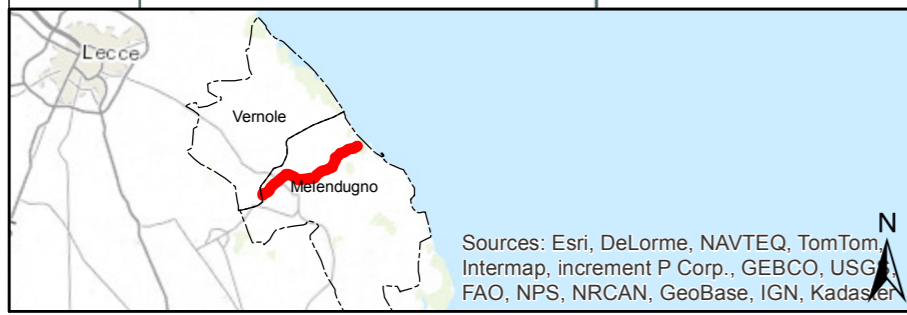 Lecce
Vernole
Melendugno
N
Sources: Esri, DeLorme, NAVTEQ, TomTom,
Intermap, increment P Corp., GEBCO, USGS,
FAO, NPS, NRCAN, GeoBase, IGN, Kadaster